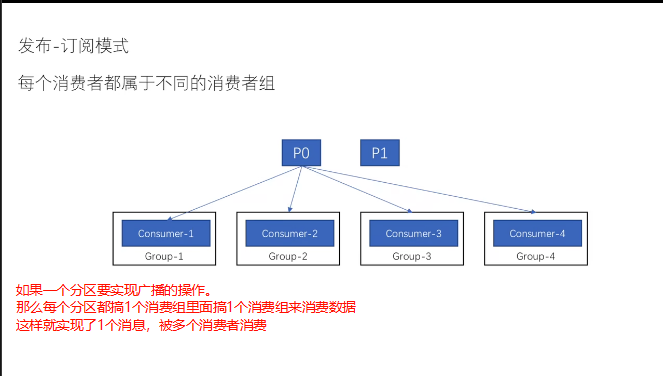 发布-订阅模式
每个消费者都属于不同的消费者组
P0 P1
Consumer-1 Consumer-2 Consumer-3 Consumer-4
Group-1 Group-2 Group-3 Group-4
如果一个分区要实现广播的操作。
那么每个分区都搞1个消费组里面搞1个消费组来消费数据
这样就实现了1个消息，被多个消费者消费